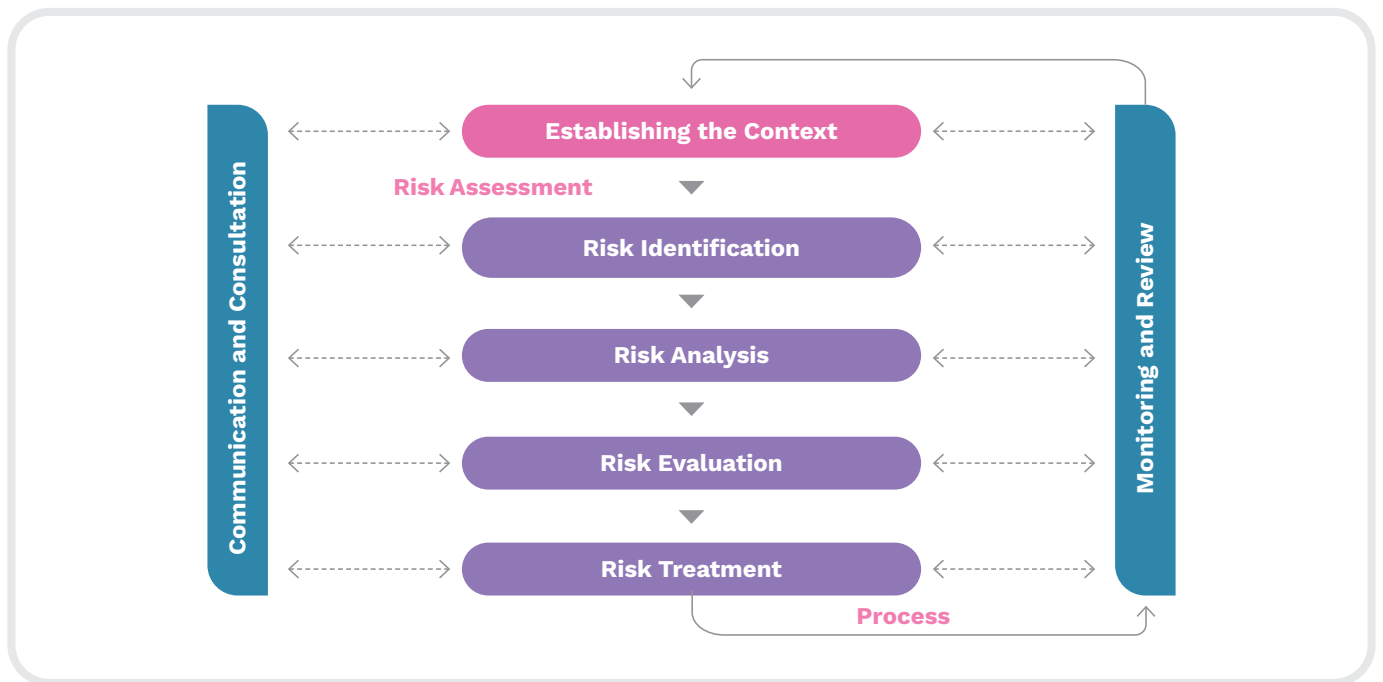 Establishing the Context
Risk Assessment
Risk Identification
Risk Analysis
Risk Evaluation
Risk Treatment
Process
Communication and Consultation
Monitoring and Review